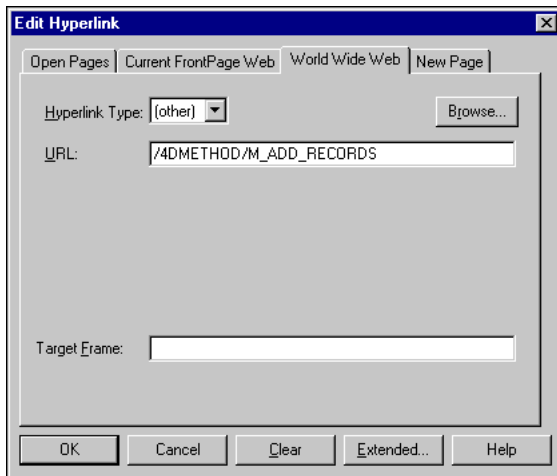 Edit Hyperlink
Open Pages Current FrontPage Web World Wide Web New Page
Hyperlink Type: (other) Browse...
URL: /4DMETHOD/M_ADD_RECORDS
Target Frame:
OK Cancel Clear Extended... Help